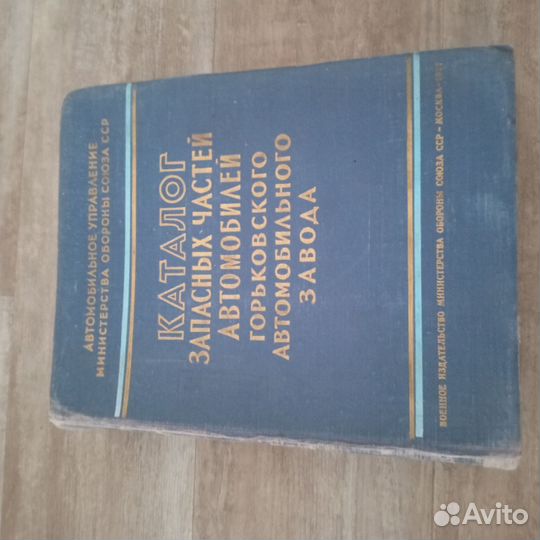 АВТОМОБИЛЬНОЕ УПРАВЛЕНИЕ
МИНИСТЕРСТВА ОБОРОНЫ СОЮЗА ССР
КАТАЛОГ
ЗАПАСНЫХ ЧАСТЕЙ
АВТОМОБИЛЕЙ
ГОРЬКОВСКОГО
АВТОМОБИЛЬНОГО
ЗАВОДА
ВОЕННОЕ ИЗДАТЕЛЬСТВО МИНИСТЕРСТВА ОБОРОНЫ СОЮЗА ССР – МОСКВА –
Avito